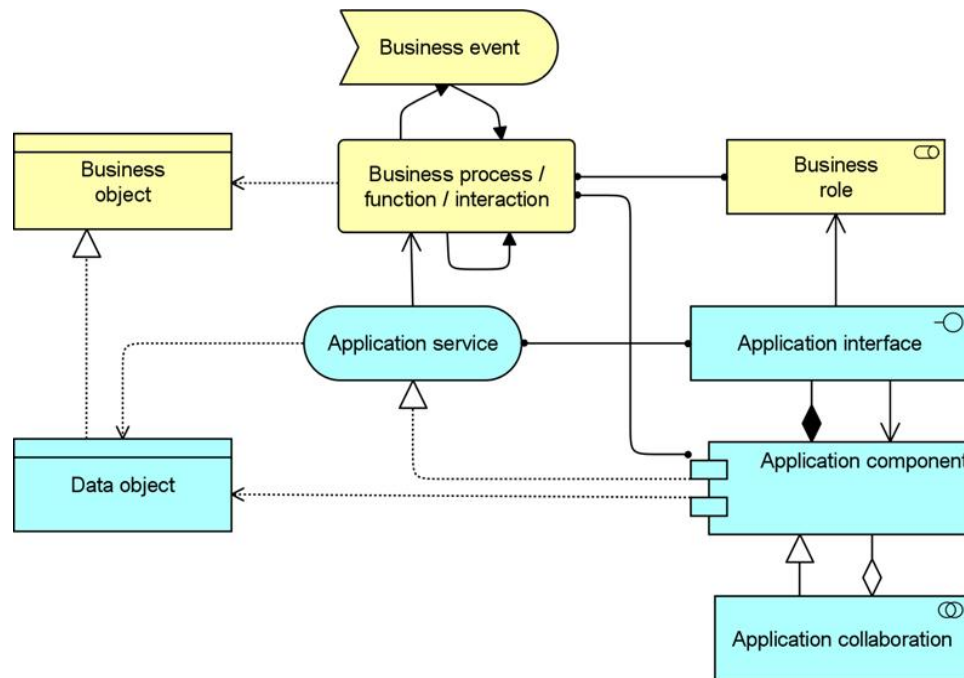 Business event
Business
object
Business process /
function / interaction
Business
role
Application service
Application interface
Data object
Application component
Application collaboration